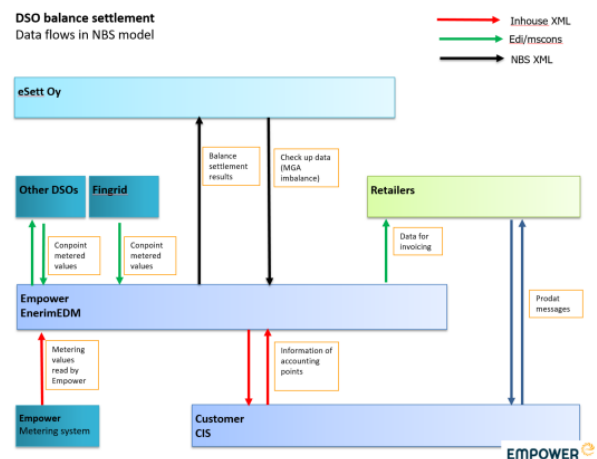 DSO balance settlement
Data flows in NBS model
Inhouse XML
Edi/mscons
NBS XML
eSett Oy
Balance
settlement
results
Check up data
(MGA
imbalance)
Other DSOs
Fingrid
Retailers
Conpoint
metered
values
Conpoint
metered
values
Data for
invoicing
Empower
EnerimEDM
Prodat
messages
Metering
values
read by
Empower
Information of
accounting
points
Empower
Metering system
Customer
CIS
EMPOWER